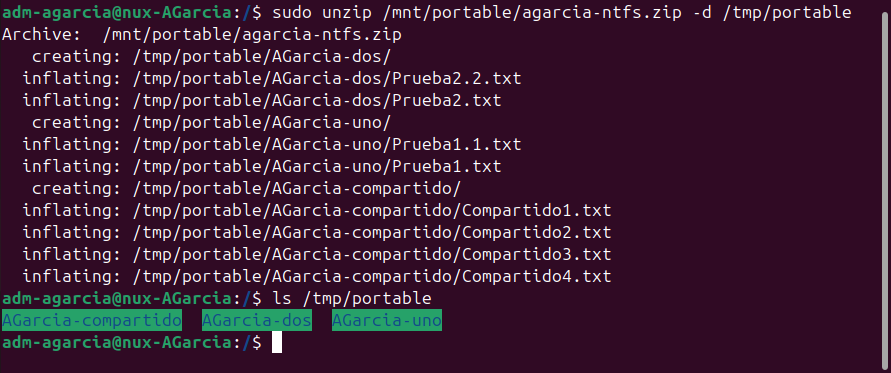 adm-agarcia@nux-AGarcia:/$ sudo unzip /mnt/portable/agarcia-ntfs.zip -d /tmp/portable
Archive:  /mnt/portable/agarcia-ntfs.zip
   creating: /tmp/portable/AGarcia-dos/
  inflating: /tmp/portable/AGarcia-dos/Prueba2.2.txt
  inflating: /tmp/portable/AGarcia-dos/Prueba2.txt
   creating: /tmp/portable/AGarcia-uno/
  inflating: /tmp/portable/AGarcia-uno/Prueba1.1.txt
  inflating: /tmp/portable/AGarcia-uno/Prueba1.txt
   creating: /tmp/portable/AGarcia-compartido/
  inflating: /tmp/portable/AGarcia-compartido/Compartido1.txt
  inflating: /tmp/portable/AGarcia-compartido/Compartido2.txt
  inflating: /tmp/portable/AGarcia-compartido/Compartido3.txt
  inflating: /tmp/portable/AGarcia-compartido/Compartido4.txt
adm-agarcia@nux-AGarcia:/$ ls /tmp/portable
AGarcia-compartido  AGarcia-dos  AGarcia-uno
adm-agarcia@nux-AGarcia:/$